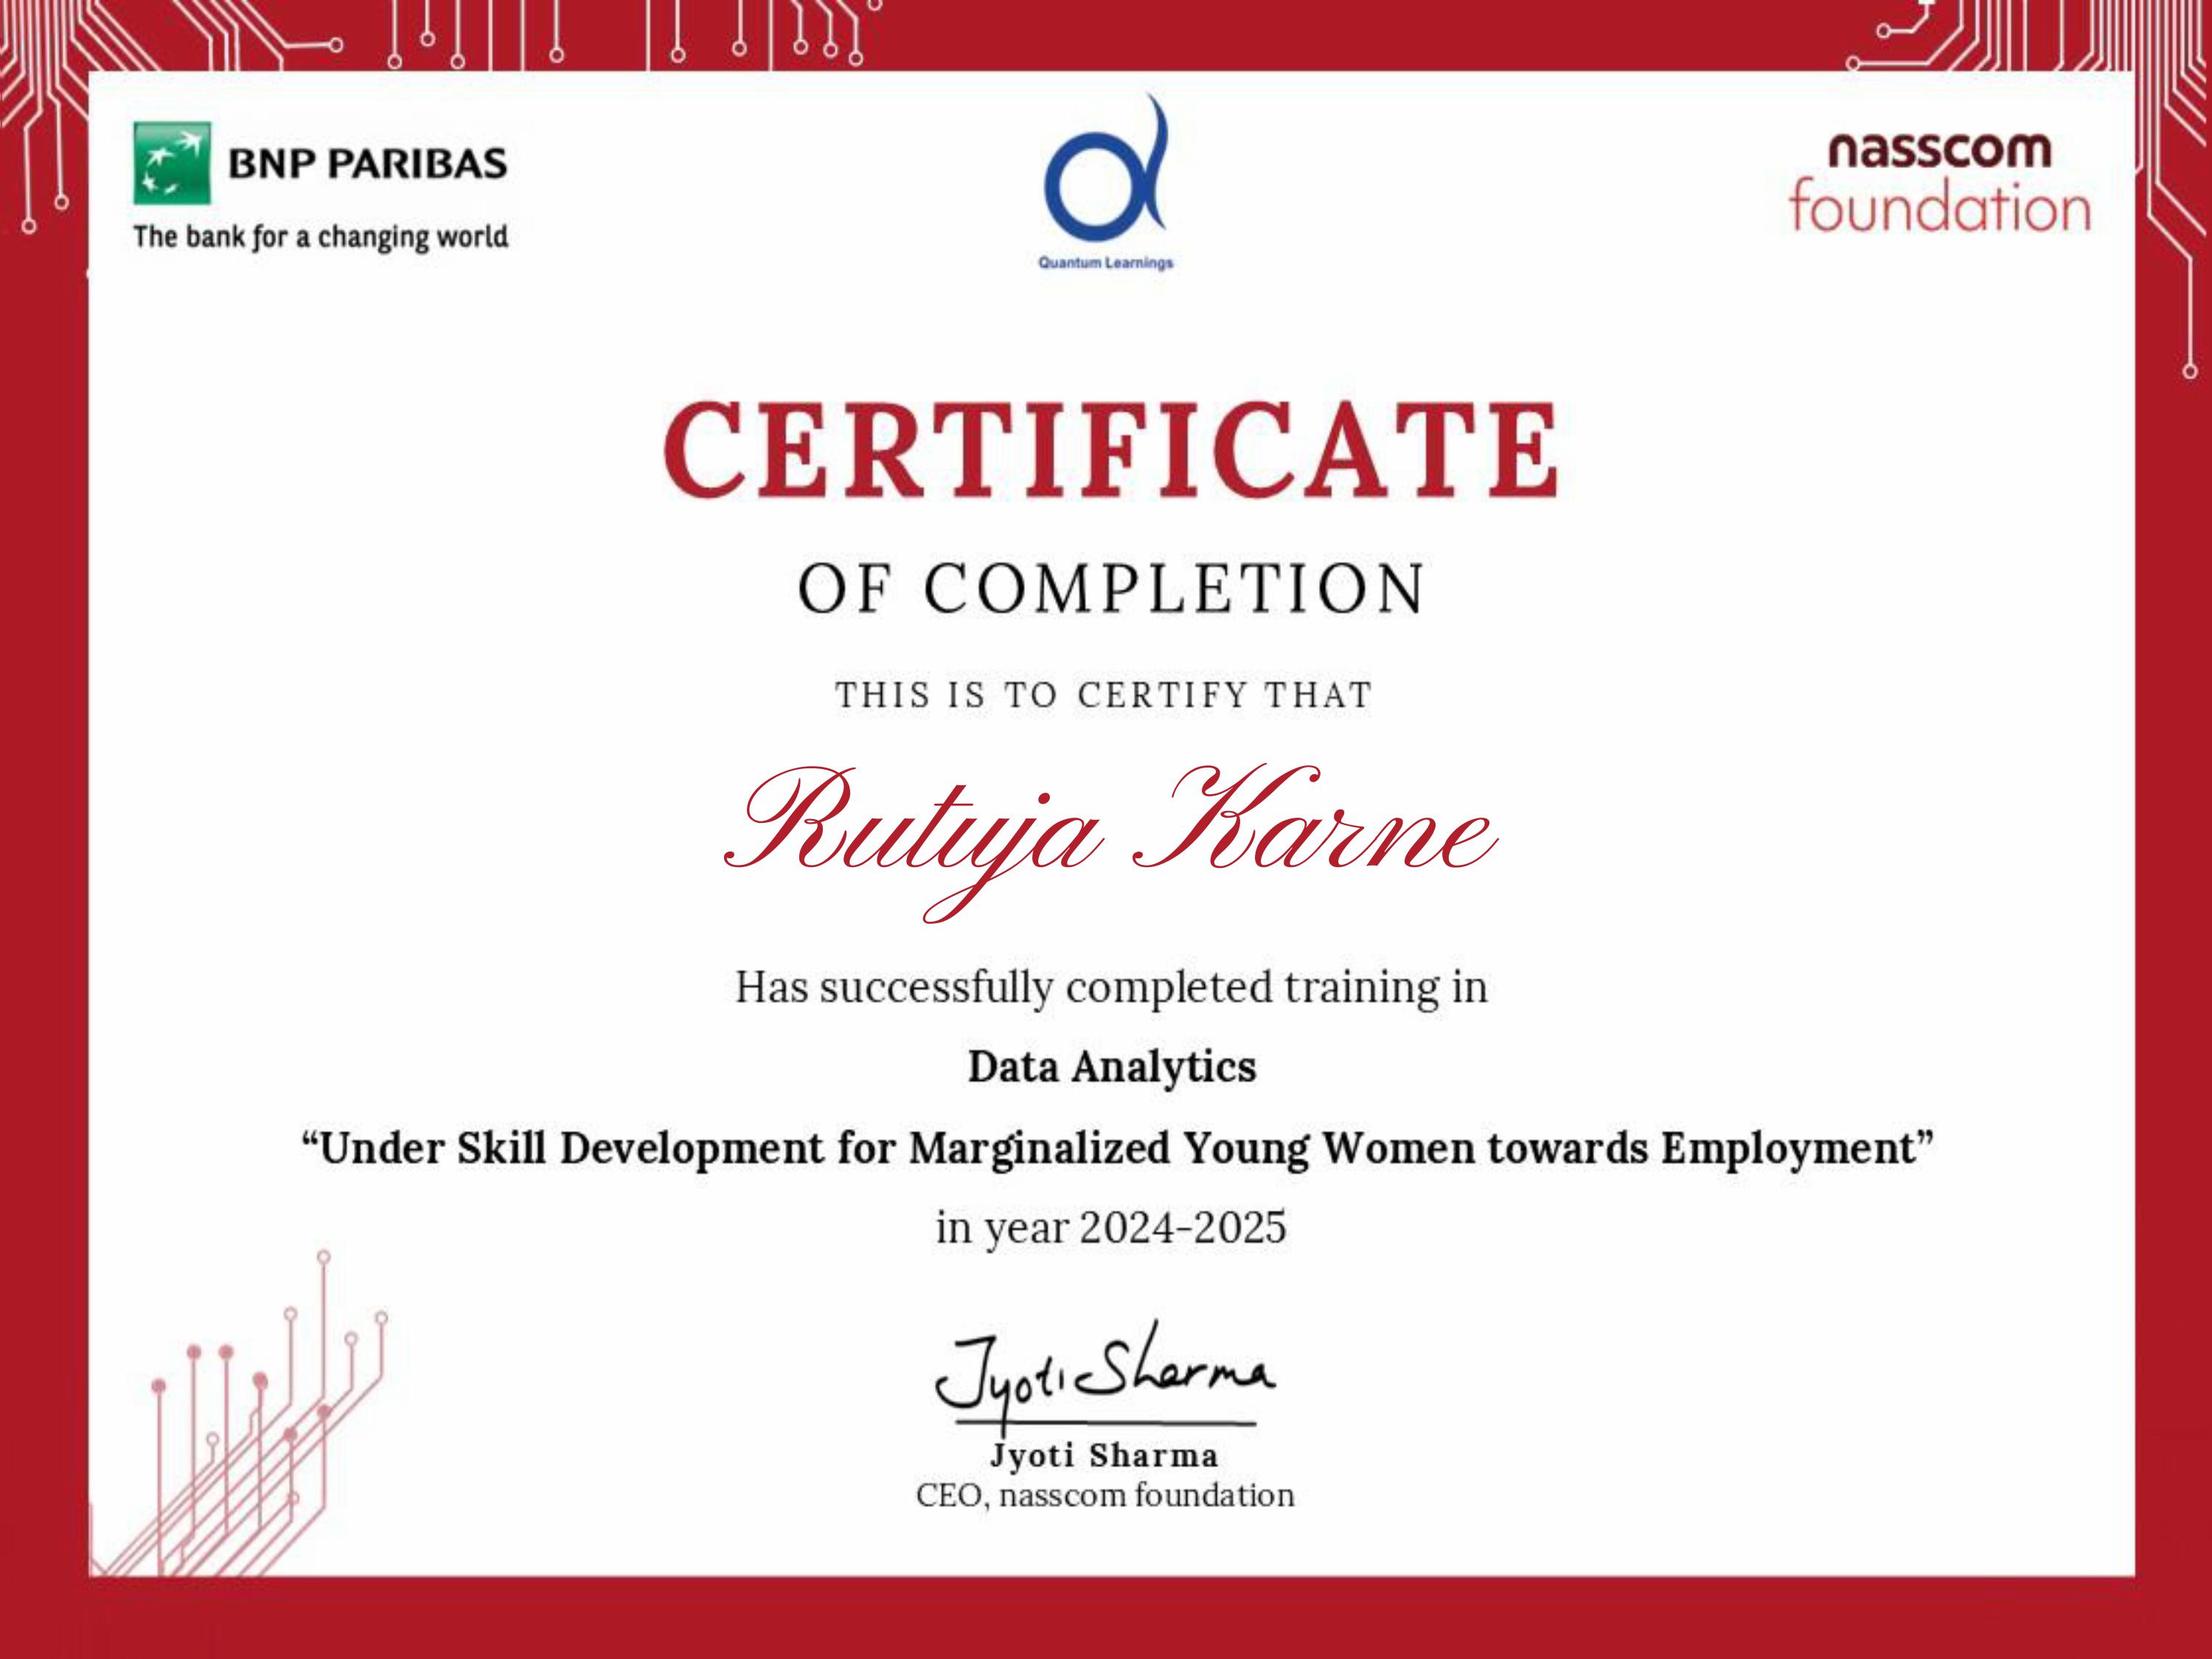 BNP PARIBAS
The bank for a changing world
Quantum Learnings
nasscom
foundation
CERTIFICATE
OF COMPLETION
THIS IS TO CERTIFY THAT
Rutuja Karne
Has successfully completed training in
Data Analytics
“Under Skill Development for Marginalized Young Women towards Employment”
in year 2024-2025
Jyoti Sharma
Jyoti Sharma
CEO, nasscom foundation